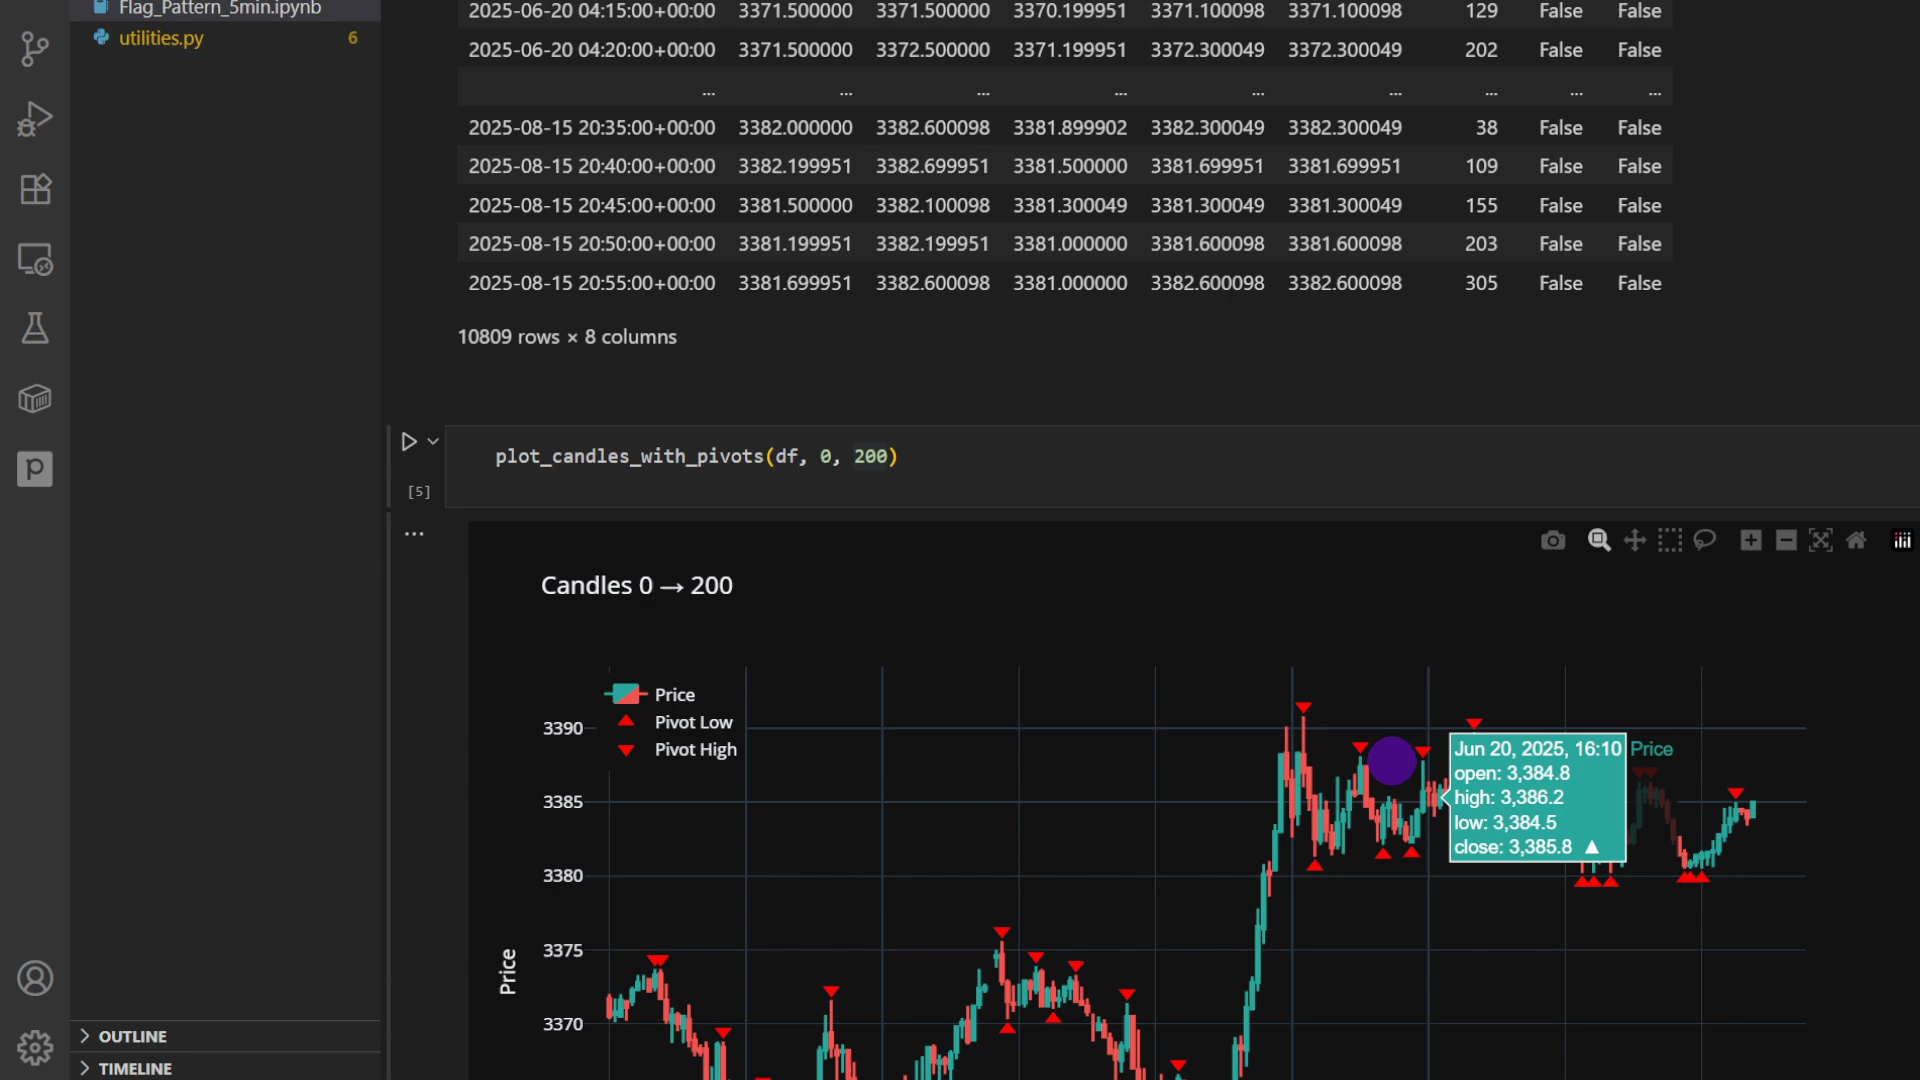 Flag_Pattern_5min.ipynb
utilities.py 6
2025-06-20 04:15:00+00:00 3371.500000 3371.500000 3370.199951 3371.100098 3371.100098 129 False False
2025-06-20 04:20:00+00:00 3371.500000 3372.500000 3371.199951 3372.300049 3372.300049 202 False False
... ... ... ... ... ... ... ... ...
2025-08-15 20:35:00+00:00 3382.000000 3382.600098 3381.899902 3382.300049 3382.300049 38 False False
2025-08-15 20:40:00+00:00 3382.199951 3382.699951 3381.500000 3381.699951 3381.699951 109 False False
2025-08-15 20:45:00+00:00 3381.500000 3382.100098 3381.300049 3381.300049 3381.300049 155 False False
2025-08-15 20:50:00+00:00 3381.199951 3382.199951 3381.000000 3381.600098 3381.600098 203 False False
2025-08-15 20:55:00+00:00 3381.699951 3382.600098 3381.000000 3382.600098 3382.600098 305 False False
10809 rows × 8 columns
plot_candles_with_pivots(df, 0, 200)
[5]
Candles 0 → 200
Price
Pivot Low
Pivot High
3390
3385
3380
3375
3370
Price
Jun 20, 2025, 16:10 Price
open: 3,384.8
high: 3,386.2
low: 3,384.5
close: 3,385.8 ▲
OUTLINE
TIMELINE